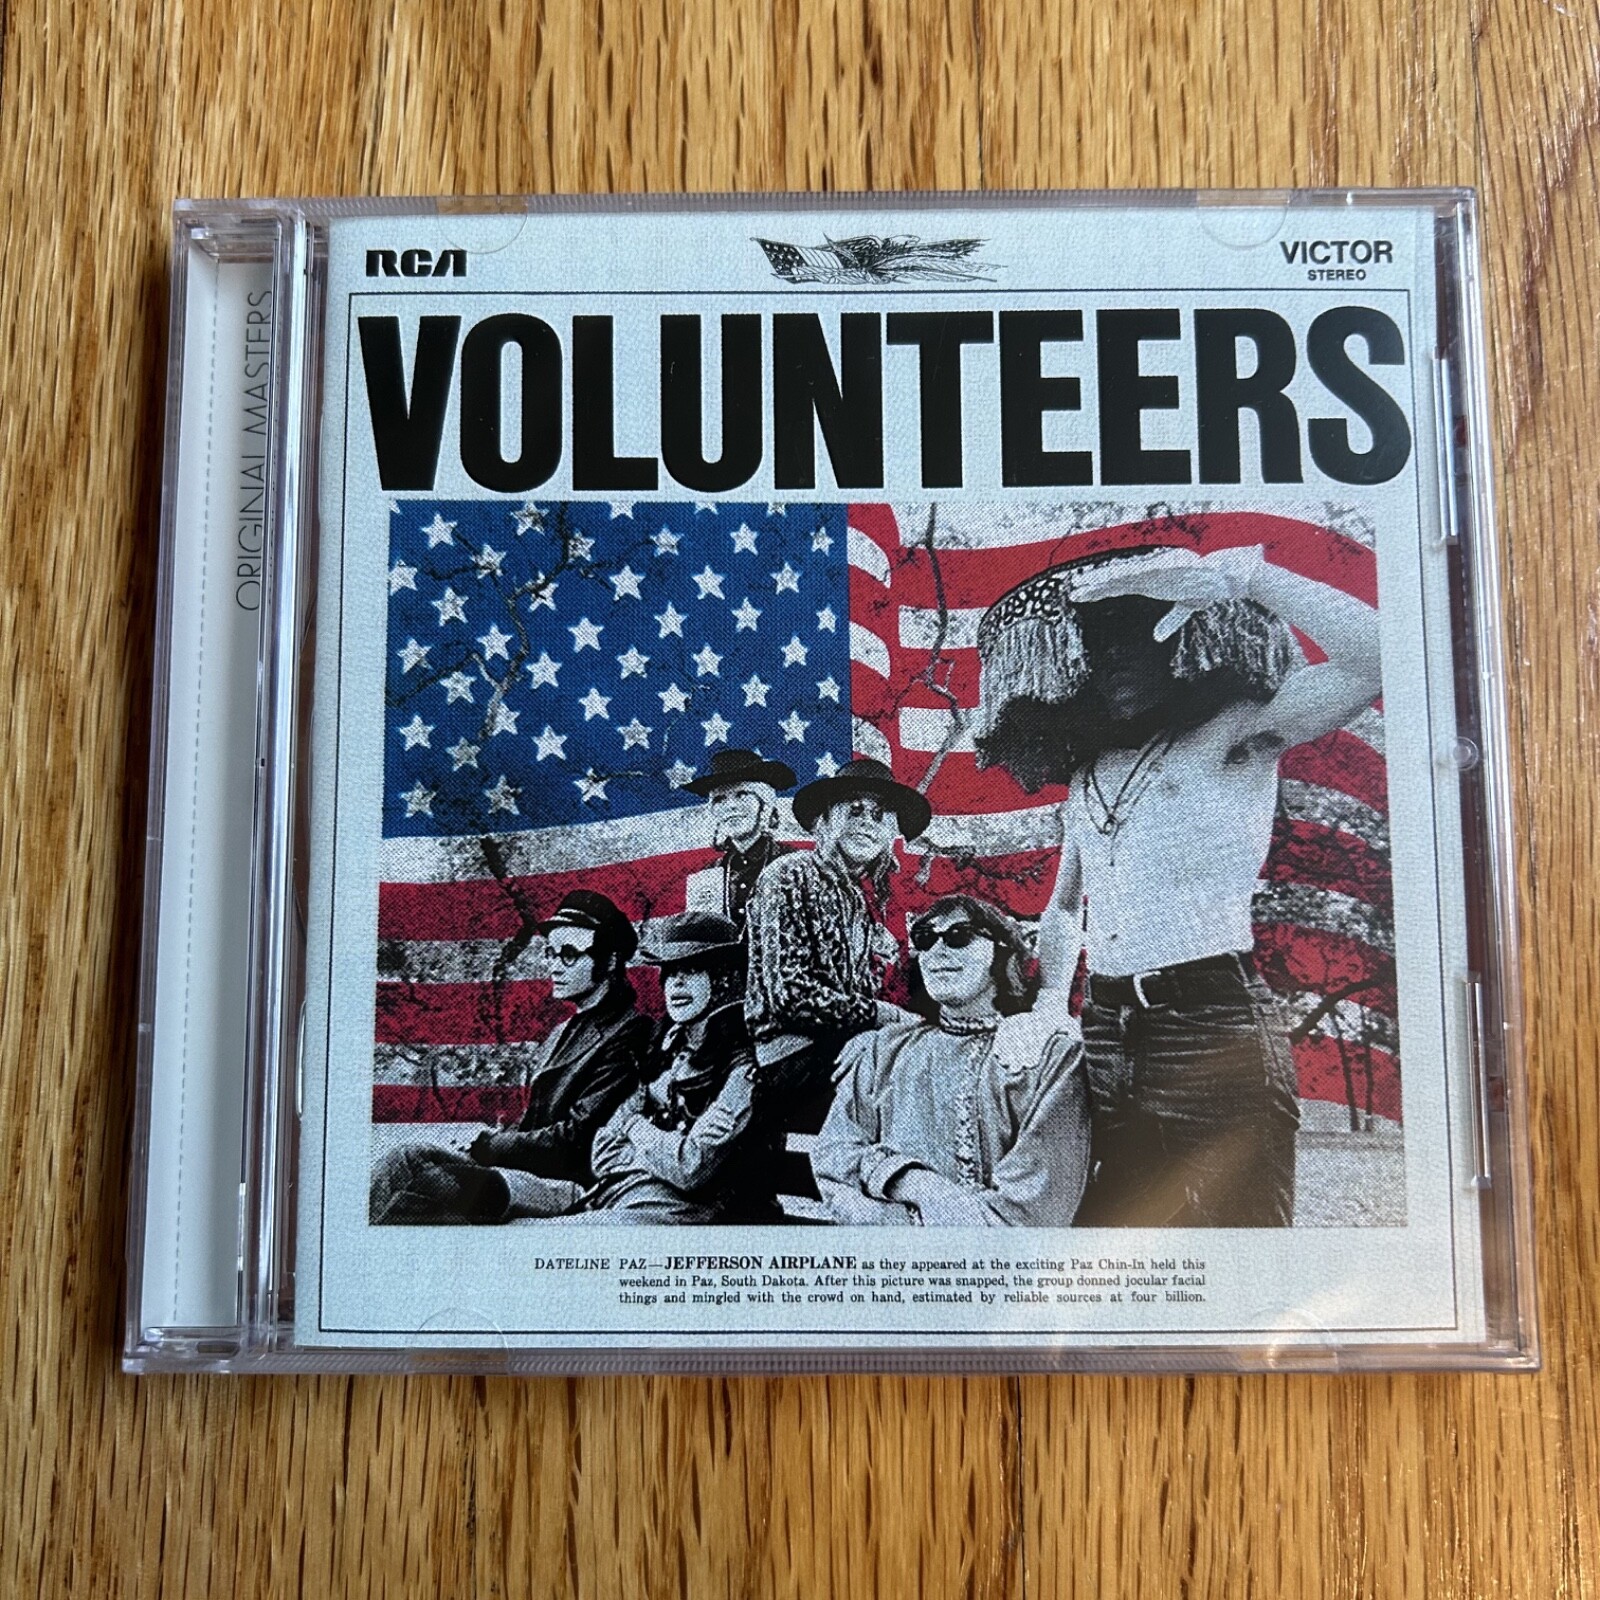 ORIGINAL MASTERS
RCA
VICTOR
STEREO
VOLUNTEERS
DATELINE PAZ—JEFFERSON AIRPLANE as they appeared at the exciting Paz Chin-In held this
weekend in Paz, South Dakota. After this picture was snapped, the group donned jocular facial
things and mingled with the crowd on hand, estimated by reliable sources at four billion.